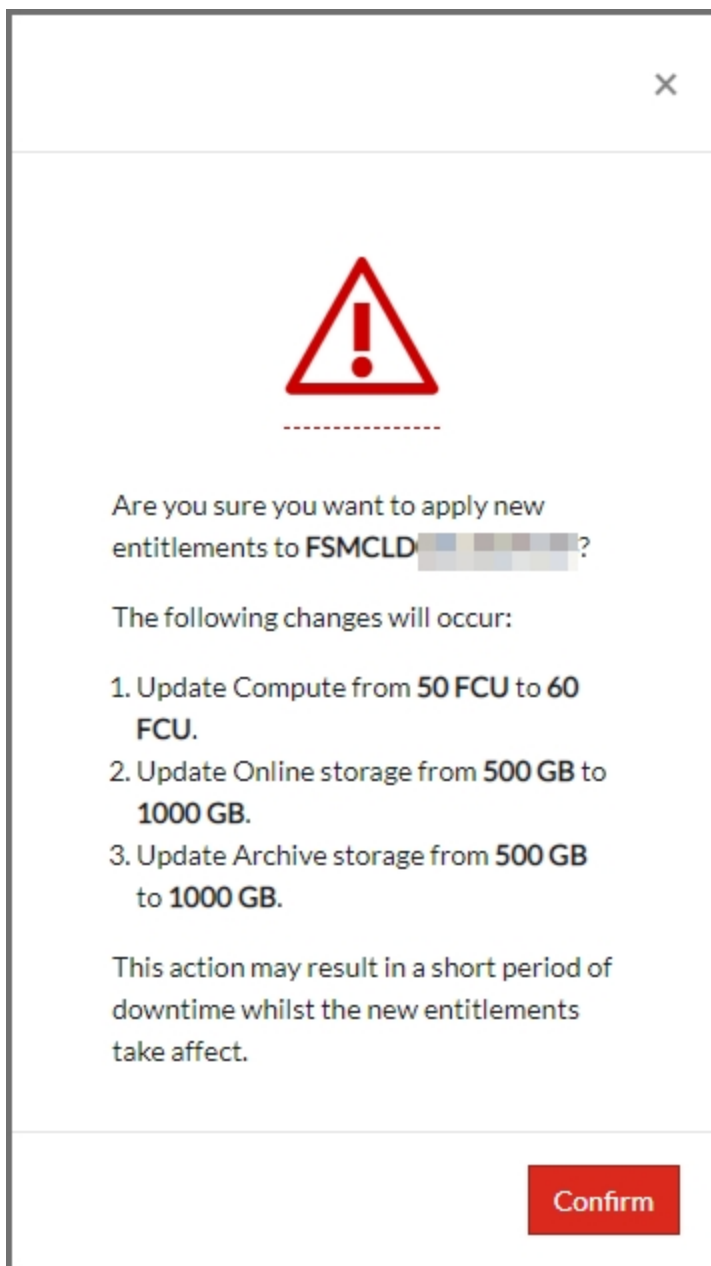 ×
Are you sure you want to apply new
entitlements to FSMCLD ?
The following changes will occur:
1. Update Compute from 50 FCU to 60
FCU.
2. Update Online storage from 500 GB to
1000 GB.
3. Update Archive storage from 500 GB
to 1000 GB.
This action may result in a short period of
downtime whilst the new entitlements
take affect.
Confirm